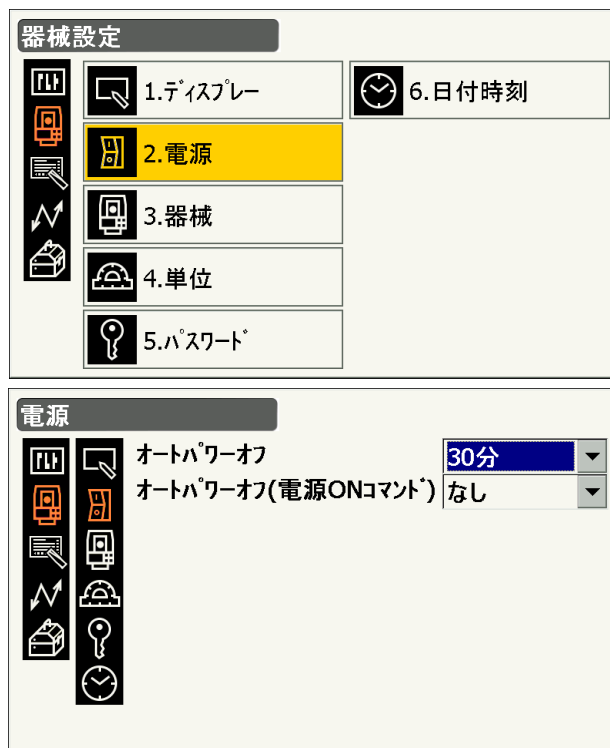 器械設定
1.ﾃﾞｨｽﾌﾟﾚｰ
6.日付時刻
2.電源
3.器械
4.単位
5.ﾊﾟｽﾜｰﾄﾞ
電源
ｵｰﾄﾊﾟﾜｰｵﾌ 30分
ｵｰﾄﾊﾟﾜｰｵﾌ(電源ONｺﾏﾝﾄﾞ) なし